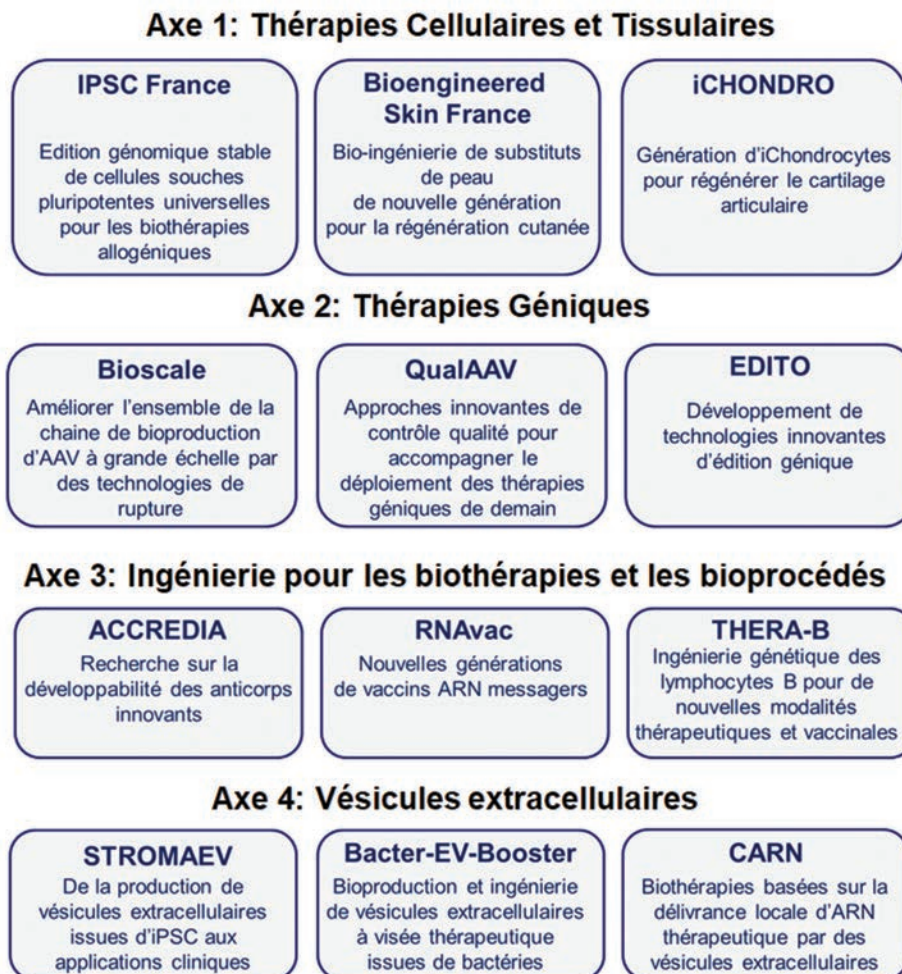 Axe 1: Thérapies Cellulaires et Tissulaires
IPSC France
Edition génomique stable
de cellules souches
pluripotentes universelles
pour les biothérapies
allogéniques
Bioengineered
Skin France
Bio-ingénierie de substituts
de peau
de nouvelle génération
pour la régénération cutanée
iCHONDRO
Génération d'iChondrocytes
pour régénérer le cartilage
articulaire
Axe 2: Thérapies Géniques
Bioscale
Améliorer l'ensemble de la
chaine de bioproduction
d'AAV à grande échelle par
des technologies de
rupture
QualAAV
Approches innovantes de
contrôle qualité pour
accompagner le
déploiement des thérapies
géniques de demain
EDITO
Développement de
technologies innovantes
d'édition génique
Axe 3: Ingénierie pour les biothérapies et les bioprocédés
ACCREDIA
Recherche sur la
développabilité des anticorps
innovants
RNAvac
Nouvelles générations
de vaccins ARN messagers
THERA-B
Ingénierie génétique des
lymphocytes B pour de
nouvelles modalités
thérapeutiques et vaccinales
Axe 4: Vésicules extracellulaires
STROMAEV
De la production de
vésicules extracellulaires
issues d'iPSC aux
applications cliniques
Bacter-EV-Booster
Bioproduction et ingénierie
de vésicules extracellulaires
à visée thérapeutique
issues de bactéries
CARN
Biothérapies basées sur la
délivrance locale d'ARN
thérapeutique par des
vésicules extracellulaires